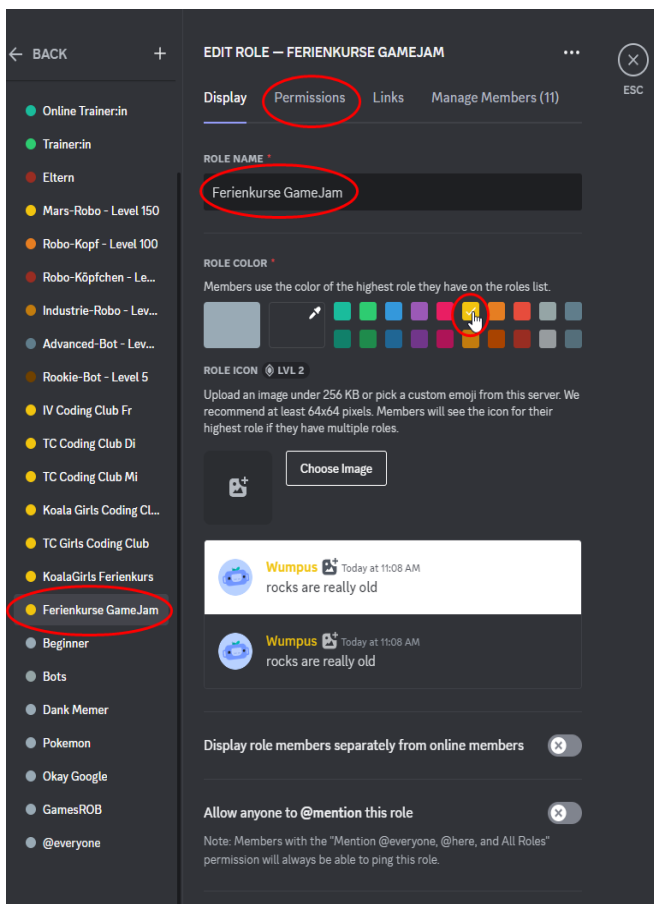 BACK
+
Online Trainer:in
Trainer:in
Eltern
Mars-Robo - Level 150
Robo-Kopf - Level 100
Robo-Köpfchen - Le...
Industrie-Robo - Lev...
Advanced-Bot - Lev...
Rookie-Bot - Level 5
IV Coding Club Fr
TC Coding Club Di
TC Coding Club Mi
Koala Girls Coding Cl...
TC Girls Coding Club
KoalaGirls Ferienkurs
Ferienkurse GameJam
Beginner
Bots
Dank Memer
Pokemon
Okay Google
GamesROB
@everyone
EDIT ROLE — FERIENKURSE GAMEJAM
...
ESC
Display Permissions Links Manage Members (11)
ROLE NAME *
Ferienkurse GameJam
ROLE COLOR *
Members use the color of the highest role they have on the roles list.
ROLE ICON LVL 2
Upload an image under 256 KB or pick a custom emoji from this server. We
recommend at least 64x64 pixels. Members will see the icon for their
highest role if they have multiple roles.
Choose Image
Wumpus Today at 11:08 AM
rocks are really old
Wumpus Today at 11:08 AM
rocks are really old
Display role members separately from online members
Allow anyone to @mention this role
Note: Members with the "Mention @everyone, @here, and All Roles"
permission will always be able to ping this role.